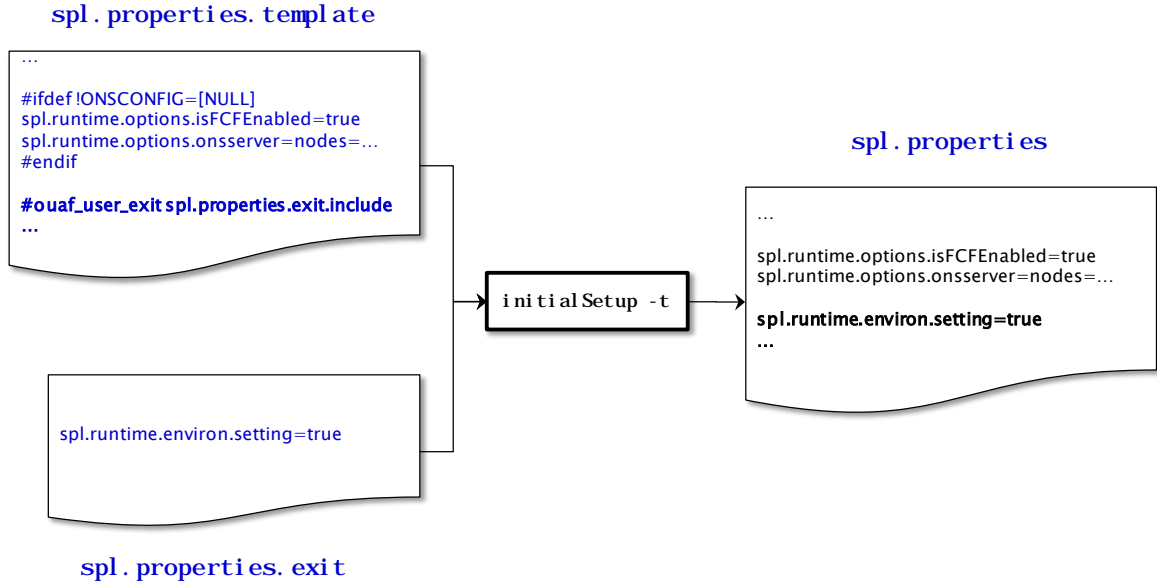 spl.properties.template
...
#ifdef !ONSCONFIG=[NULL]
spl.runtime.options.isFCFEnabled=true
spl.runtime.options.onsserver=nodes=...
#endif
#ouaf_user_exit spl.properties.exit.include
...
spl.runtime.environ.setting=true
spl.properties.exit
initialSetup -t
spl.properties
...
spl.runtime.options.isFCFEnabled=true
spl.runtime.options.onsserver=nodes=...
spl.runtime.environ.setting=true
...